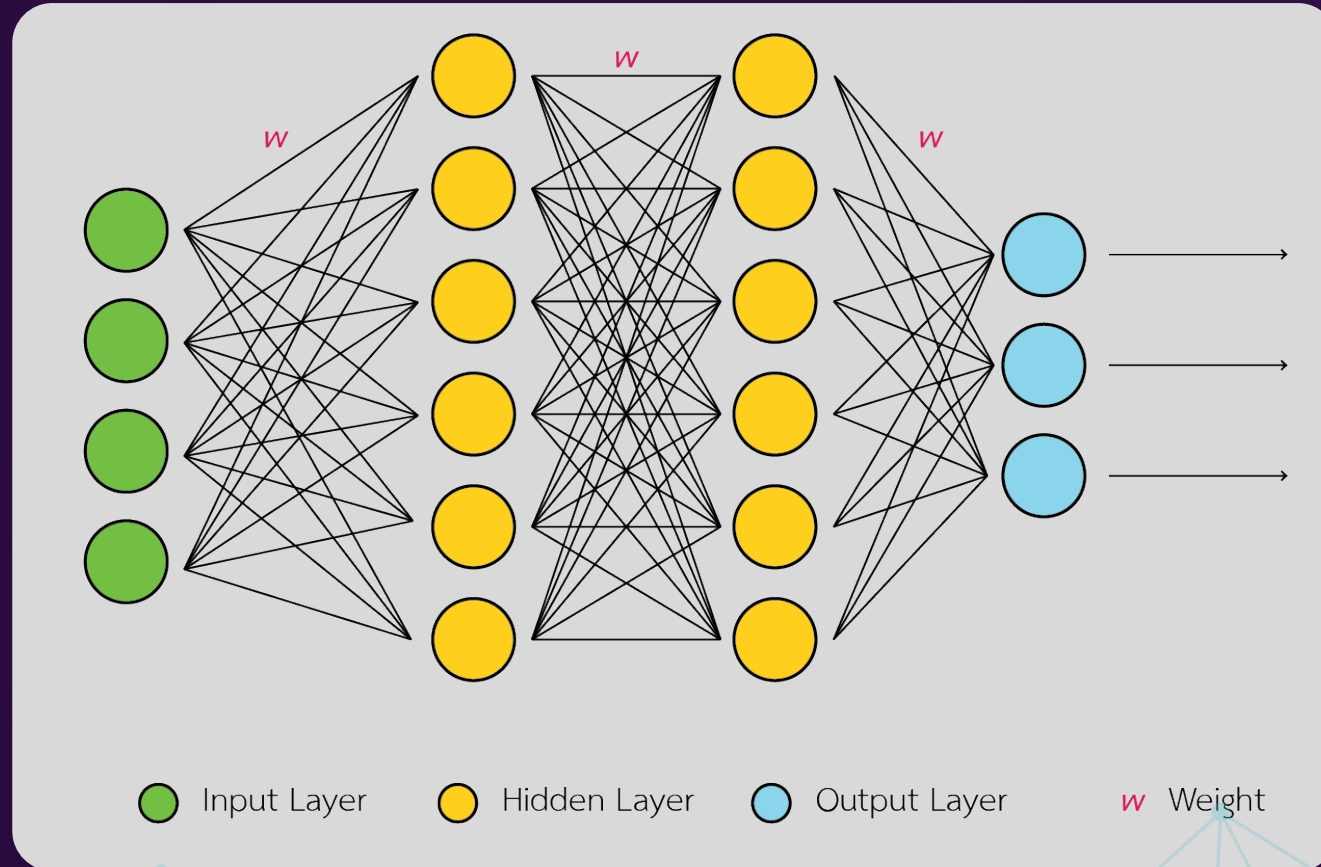 w
w
w
Input Layer
Hidden Layer
Output Layer
w Weight